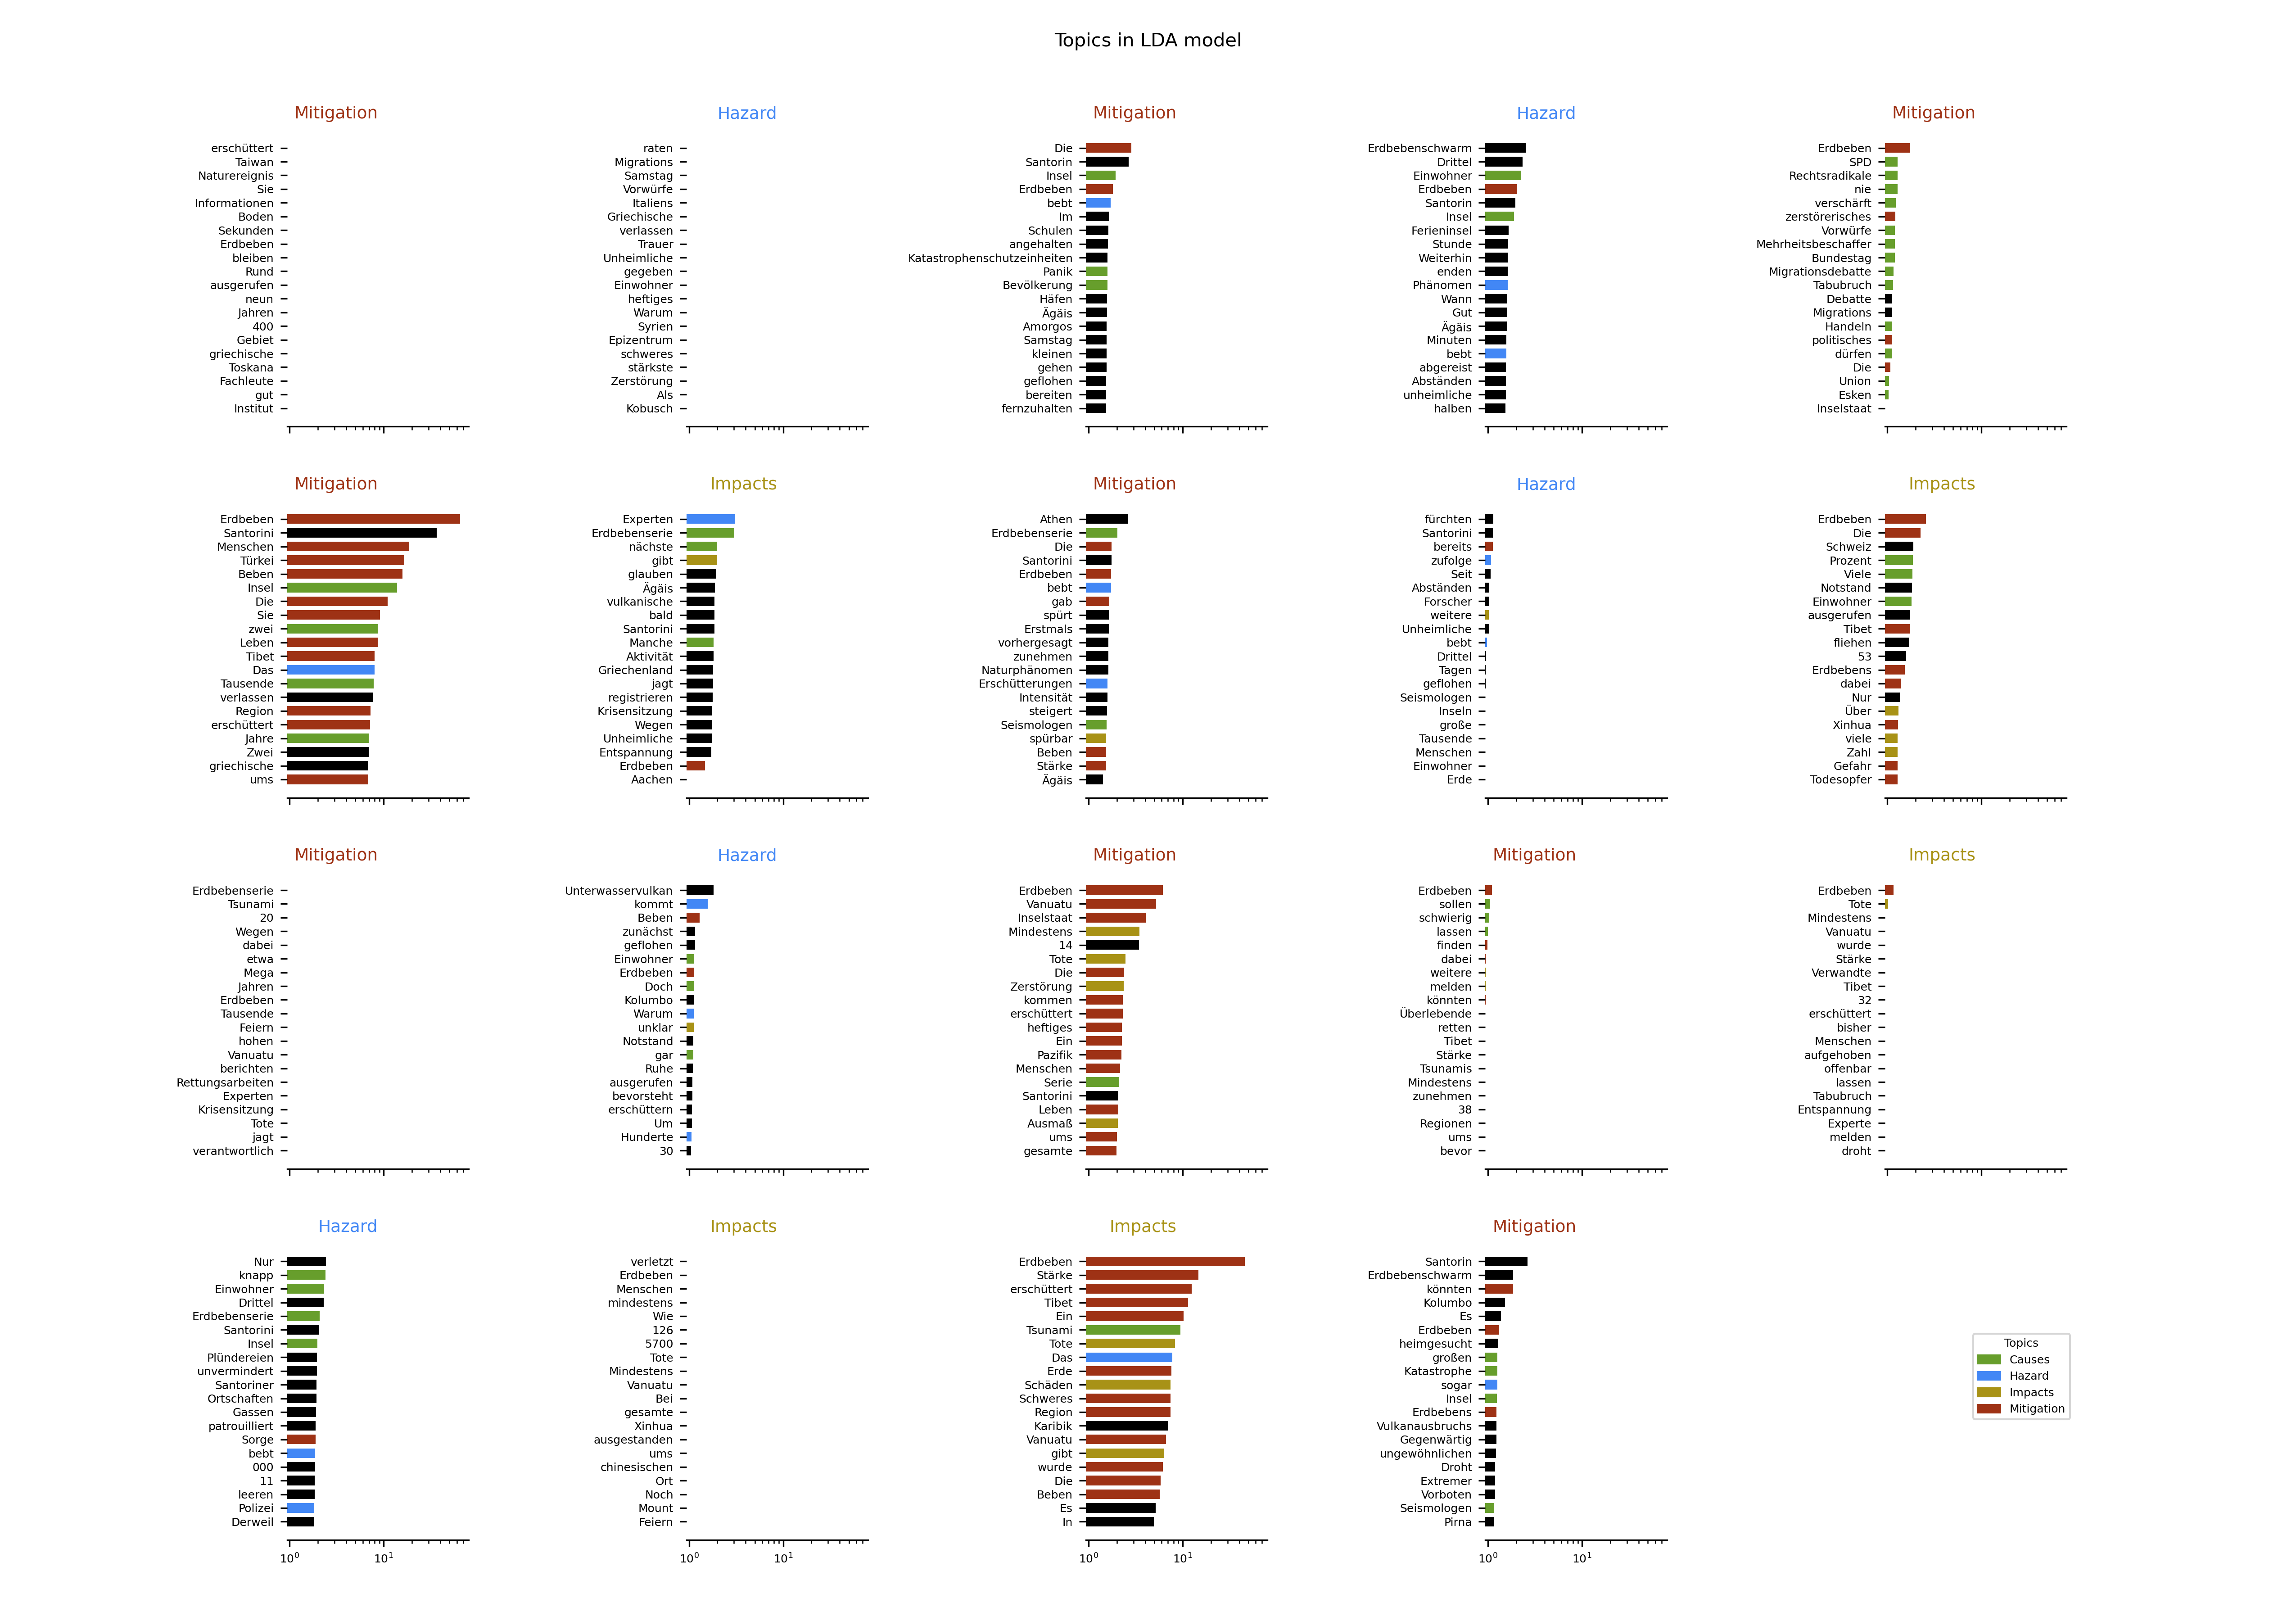 Topics in LDA model
Mitigation
erschüttert
Taiwan
Naturereignis
Sie
Informationen
Boden
Sekunden
Erdbeben
bleiben
Rund
ausgerufen
neun
Jahren
400
Gebiet
griechische
Toskana
Fachleute
gut
Institut
Hazard
raten
Migrations
Samstag
Vorwürfe
Italiens
Griechische
verlassen
Trauer
Unheimliche
gegeben
Einwohner
heftiges
Warum
Syrien
Epizentrum
schweres
stärkste
Zerstörung
Als
Kobusch
Mitigation
Die
Santorin
Insel
Erdbeben
bebt
Im
Schulen
angehalten
Katastrophenschutzeinheiten
Panik
Bevölkerung
Häfen
Ägäis
Amorgos
Samstag
kleinen
gehen
geflohen
bereiten
fernzuhalten
Hazard
Erdbebenschwarm
Drittel
Einwohner
Erdbeben
Santorin
Insel
Ferieninsel
Stunde
Weiterhin
enden
Phänomen
Wann
Gut
Ägäis
Minuten
bebt
abgereist
Abständen
unheimliche
halben
Mitigation
Erdbeben
SPD
Rechtsradikale
nie
verschärft
zerstörerisches
Vorwürfe
Mehrheitsbeschaffer
Bundestag
Migrationsdebatte
Tabubruch
Debatte
Migrations
Handeln
politisches
dürfen
Die
Union
Esken
Inselstaat
Mitigation
Erdbeben
Santorini
Menschen
Türkei
Beben
Insel
Die
Sie
zwei
Leben
Tibet
Das
Tausende
verlassen
Region
erschüttert
Jahre
Zwei
griechische
ums
Impacts
Experten
Erdbebenserie
nächste
gibt
glauben
Ägäis
vulkanische
bald
Santorini
Manche
Aktivität
Griechenland
jagt
registrieren
Krisensitzung
Wegen
Unheimliche
Entspannung
Erdbeben
Aachen
Mitigation
Athen
Erdbebenserie
Die
Santorini
Erdbeben
bebt
gab
spürt
Erstmals
vorhergesagt
zunehmen
Naturphänomen
Erschütterungen
Intensität
steigert
Seismologen
spürbar
Beben
Stärke
Ägäis
Hazard
fürchten
Santorini
bereits
zufolge
Seit
Abständen
Forscher
weitere
Unheimliche
bebt
Drittel
Tagen
geflohen
Seismologen
Inseln
große
Tausende
Menschen
Einwohner
Erde
Impacts
Erdbeben
Die
Schweiz
Prozent
Viele
Notstand
Einwohner
ausgerufen
Tibet
fliehen
53
Erdbebens
dabei
Nur
Über
Xinhua
viele
Zahl
Gefahr
Todesopfer
Mitigation
Erdbebenserie
Tsunami
20
Wegen
dabei
etwa
Mega
Jahren
Erdbeben
Tausende
Feiern
hohen
Vanuatu
berichten
Rettungsarbeiten
Experten
Krisensitzung
Tote
jagt
verantwortlich
Hazard
Unterwasservulkan
kommt
Beben
zunächst
geflohen
Einwohner
Erdbeben
Doch
Kolumbo
Warum
unklar
Notstand
gar
Ruhe
ausgerufen
bevorsteht
erschüttern
Um
Hunderte
30
Mitigation
Erdbeben
Vanuatu
Inselstaat
Mindestens
14
Tote
Die
Zerstörung
kommen
erschüttert
heftiges
Ein
Pazifik
Menschen
Serie
Santorini
Leben
Ausmaß
ums
gesamte
Mitigation
Erdbeben
sollen
schwierig
lassen
finden
dabei
weitere
melden
könnten
Überlebende
retten
Tibet
Stärke
Tsunamis
Mindestens
zunehmen
38
Regionen
ums
bevor
Impacts
Erdbeben
Tote
Mindestens
Vanuatu
wurde
Stärke
Verwandte
Tibet
32
erschüttert
bisher
Menschen
aufgehoben
offenbar
lassen
Tabubruch
Entspannung
Experte
melden
droht
Hazard
Nur
knapp
Einwohner
Drittel
Erdbebenserie
Santorini
Insel
Plündereien
unvermindert
Santoriner
Ortschaften
Gassen
patrouilliert
Sorge
bebt
000
11
leeren
Polizei
Derweil
10⁰ 10¹
Impacts
verletzt
Erdbeben
Menschen
mindestens
Wie
126
5700
Tote
Mindestens
Vanuatu
Bei
gesamte
Xinhua
ausgestanden
ums
chinesischen
Ort
Noch
Mount
Feiern
10⁰ 10¹
Impacts
Erdbeben
Stärke
erschüttert
Tibet
Ein
Tsunami
Tote
Das
Erde
Schäden
Schweres
Region
Karibik
Vanuatu
gibt
wurde
Die
Beben
Es
In
10⁰ 10¹
Mitigation
Santorin
Erdbebenschwarm
könnten
Kolumbo
Es
Erdbeben
heimgesucht
großen
Katastrophe
sogar
Insel
Erdbebens
Vulkanausbruchs
Gegenwärtig
ungewöhnlichen
Droht
Extremer
Vorboten
Seismologen
Pirna
10⁰ 10¹
Topics
Causes
Hazard
Impacts
Mitigation